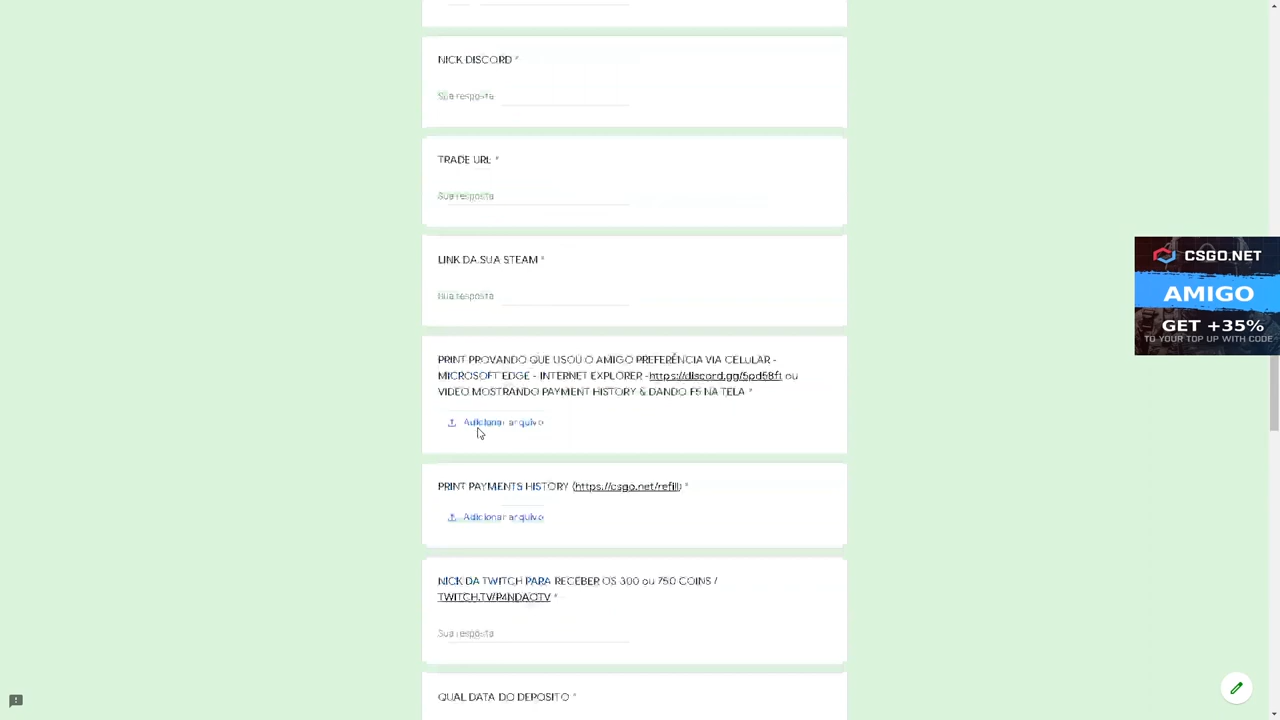 NICK DISCORD *
Sua resposta
TRADE URL *
Sua resposta
LINK DA SUA STEAM *
Sua resposta
PRINT PROVANDO QUE USOU O AMIGO PREFERÊNCIA VIA CELULAR -
MICROSOFT EDGE - INTERNET EXPLORER -https://discord.gg/5pd5Bf1 ou
VIDEO MOSTRANDO PAYMENT HISTORY & DANDO F5 NA TELA *
Adicionar arquivo
PRINT PAYMENTS HISTORY (https://csgo.net/refill) *
Adicionar arquivo
NICK DA TWITCH PARA RECEBER OS 300 ou 750 COINS /
TWITCH.TV/P4NDAOTV *
Sua resposta
QUAL DATA DO DEPOSITO *
CSGO.NET
AMIGO
GET +35%
TO YOUR TOP UP WITH CODE